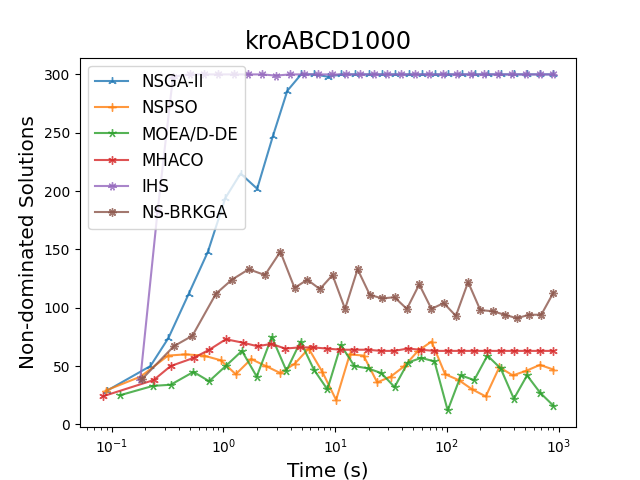 kroABCD1000
Non-dominated Solutions
300
250
200
150
100
50
0
NSGA-II
NSPSO
MOEA/D-DE
MHACO
IHS
NS-BRKGA
10⁻¹ 10⁰ 10¹ 10² 10³
Time (s)